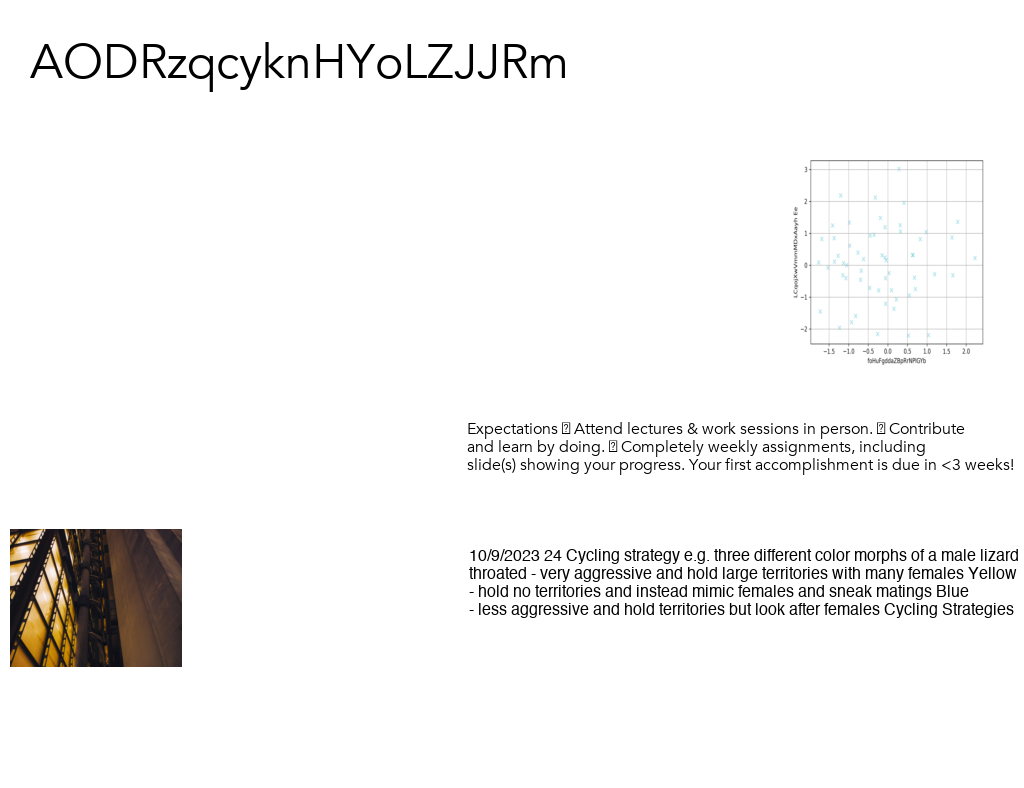 AODRzqcyknHYoLZJJRm
3
2
1
0
−1
−2
−1.5 −1.0 −0.5 0.0 0.5 1.0 1.5 2.0
Expectations Attend lectures & work sessions in person. Contribute
and learn by doing. Completely weekly assignments, including
slide(s) showing your progress. Your first accomplishment is due in <3 weeks!
10/9/2023 24 Cycling strategy e.g. three different color morphs of a male lizard
throated - very aggressive and hold large territories with many females Yellow
- hold no territories and instead mimic females and sneak matings Blue
- less aggressive and hold territories but look after females Cycling Strategies